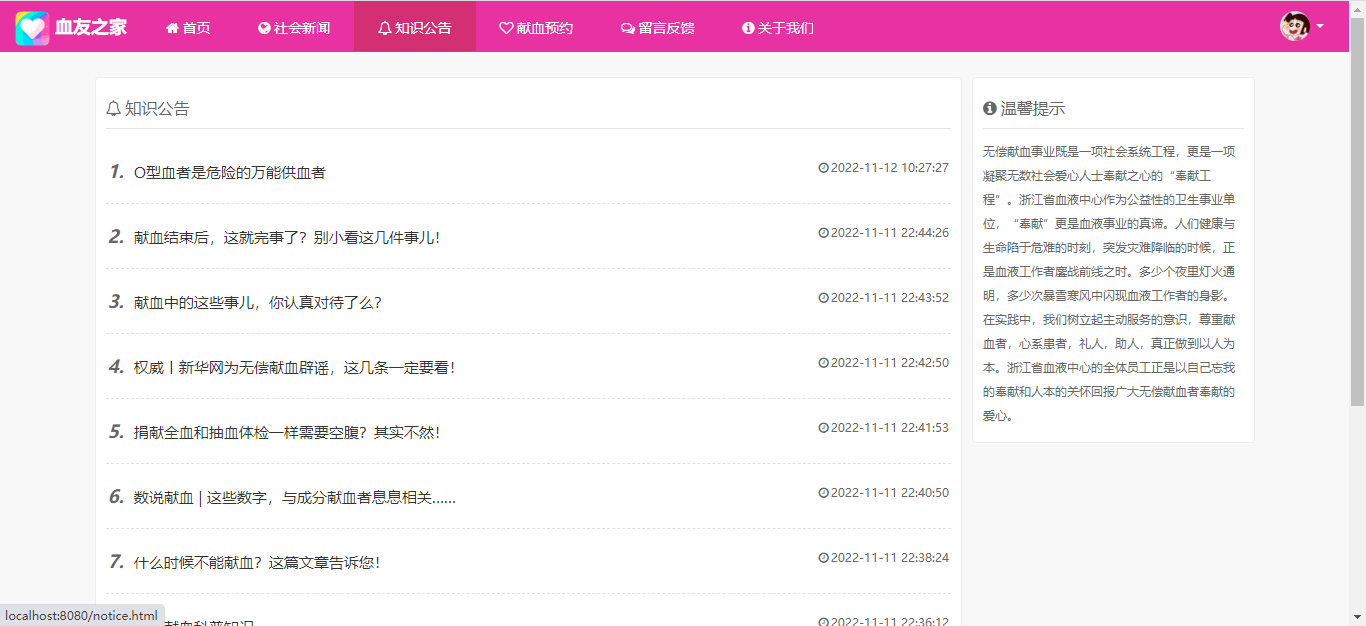 血友之家 首页 社会新闻 知识公告 献血预约 留言反馈 关于我们
知识公告
1. O型血者是危险的万能供血者 2022-11-12 10:27:27
2. 献血结束后，这就完事了？别小看这几件事儿！ 2022-11-11 22:44:26
3. 献血中的这些事儿，你认真对待了么？ 2022-11-11 22:43:52
4. 权威丨新华网为无偿献血辟谣，这几条一定要看！ 2022-11-11 22:42:50
5. 捐献全血和抽血体检一样需要空腹？其实不然！ 2022-11-11 22:41:53
6. 数说献血 | 这些数字，与成分献血者息息相关...... 2022-11-11 22:40:50
7. 什么时候不能献血？这篇文章告诉您！ 2022-11-11 22:38:24
献血科普知识 2022-11-11 22:36:12
温馨提示
无偿献血事业既是一项社会系统工程，更是一项
凝聚无数社会爱心人士奉献之心的“奉献工
程”。浙江省血液中心作为公益性的卫生事业单
位，“奉献”更是血液事业的真谛。人们健康与
生命陷于危难的时刻，突发灾难降临的时候，正
是血液工作者鏖战前线之时。多少个夜里灯火通
明，多少次暴雪寒风中闪现血液工作者的身影。
在实践中，我们树立起主动服务的意识，尊重献
血者，心系患者，礼人，助人，真正做到以人为
本。浙江省血液中心的全体员工正是以自己忘我
的奉献和人本的关怀回报广大无偿献血者奉献的
爱心。
localhost:8080/notice.html